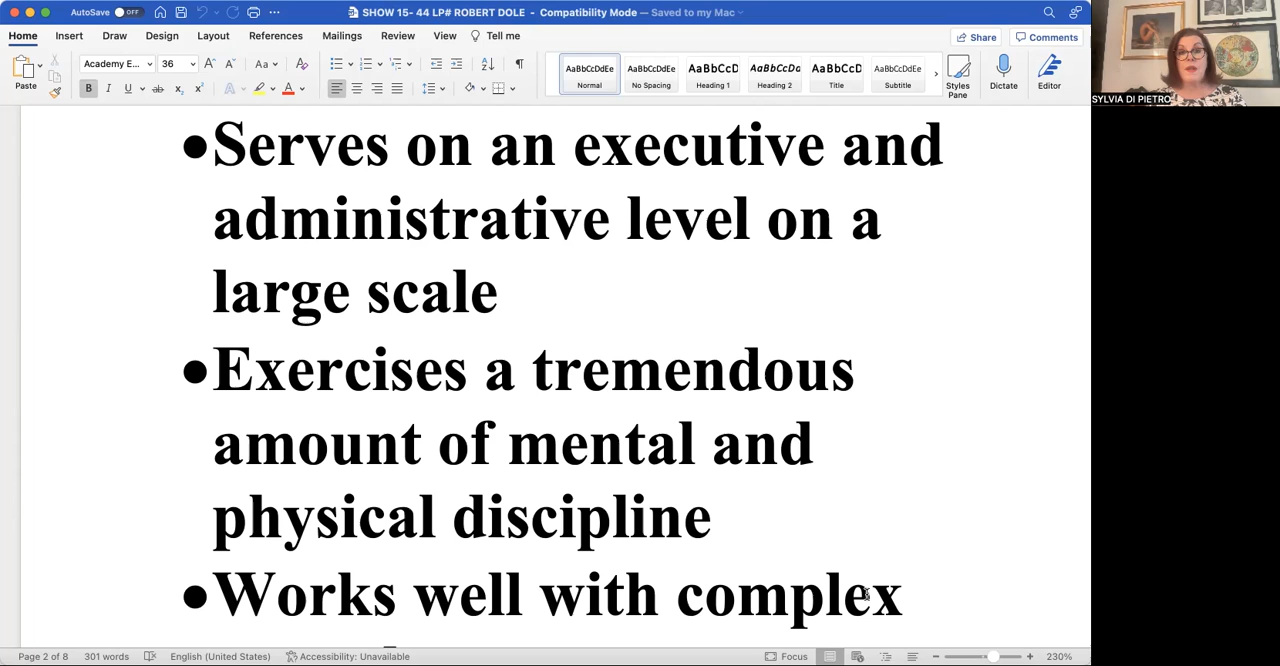 AutoSave OFF
SHOW 15- 44 LP# ROBERT DOLE - Compatibility Mode — Saved to my Mac
Home Insert Draw Design Layout References Mailings Review View Tell me
Share Comments
Paste
Academy E... 36
AaBbCcDdEe AaBbCcDdEe AaBbCcD AaBbCcDd AaBbCcD AaBbCcDdEe
Normal No Spacing Heading 1 Heading 2 Title Subtitle
Styles Pane
Dictate
Editor
SYLVIA DI PIETRO
•Serves on an executive and
administrative level on a
large scale
•Exercises a tremendous
amount of mental and
physical discipline
•Works well with complex
Page 2 of 8 301 words English (United States) Accessibility: Unavailable Focus 230%